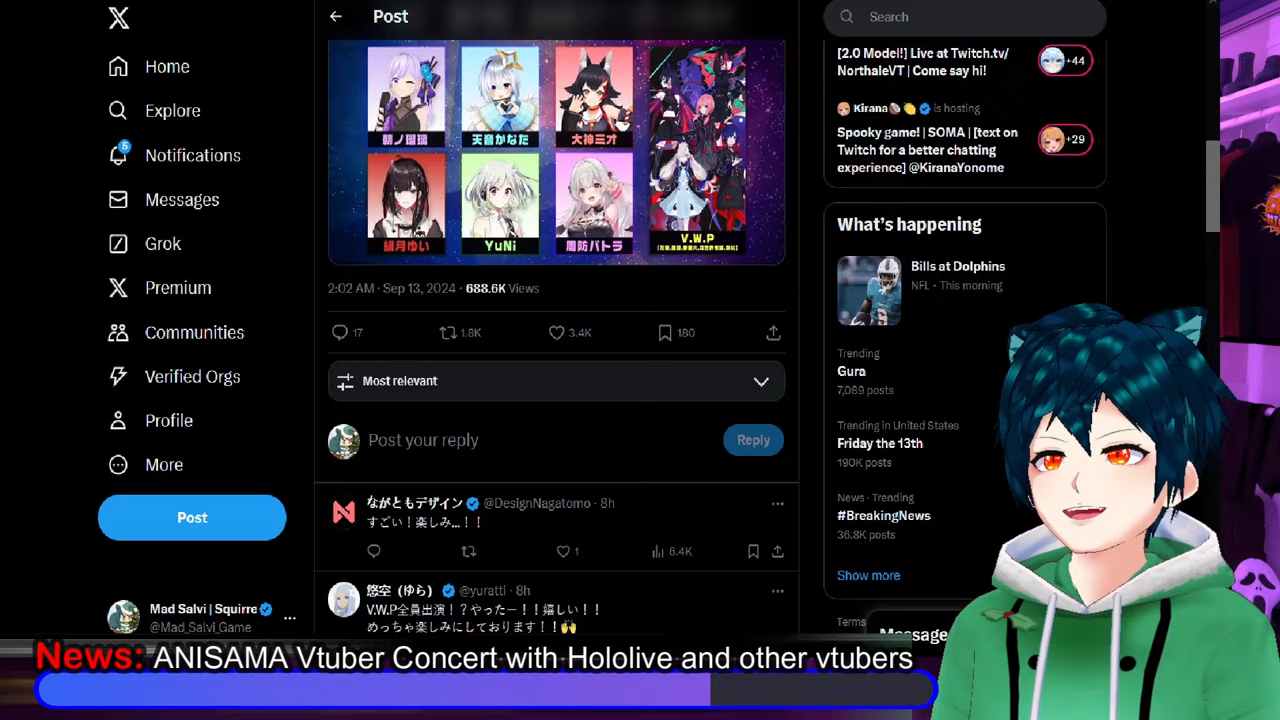 Home
Explore
5
Notifications
Messages
Grok
Premium
Communities
Verified Orgs
Profile
More
Post
Mad Salvi | Squirre
@Mad_Salvi_Game
Post
朝ノ瑠璃
天音かなた
大神ミオ
YuNi
周防パトラ
V.W.P
2:02 AM · Sep 13, 2024 · 688.6K Views
17
1.8K
3.4K
180
Most relevant
Post your reply
Reply
ながともデザイン @DesignNagatomo · 8h
すごい！楽しみ…！！
1
6.4K
悠空（ゆら） @yuratti · 8h
V.W.P全員出演！？やったー！！嬉しい！！
めっちゃ楽しみにしております！！🙌
Search
[2.0 Model!] Live at Twitch.tv/
NorthaleVT | Come say hi!
+44
Kirana is hosting
Spooky game! | SOMA | [text on
Twitch for a better chatting
experience] @KiranaYonome
+29
What's happening
Bills at Dolphins
NFL · This morning
Trending
Gura
7,089 posts
Trending in United States
Friday the 13th
190K posts
News · Trending
#BreakingNews
36.8K posts
Show more
Terms
Message
News: ANISAMA Vtuber Concert with Hololive and other vtubers